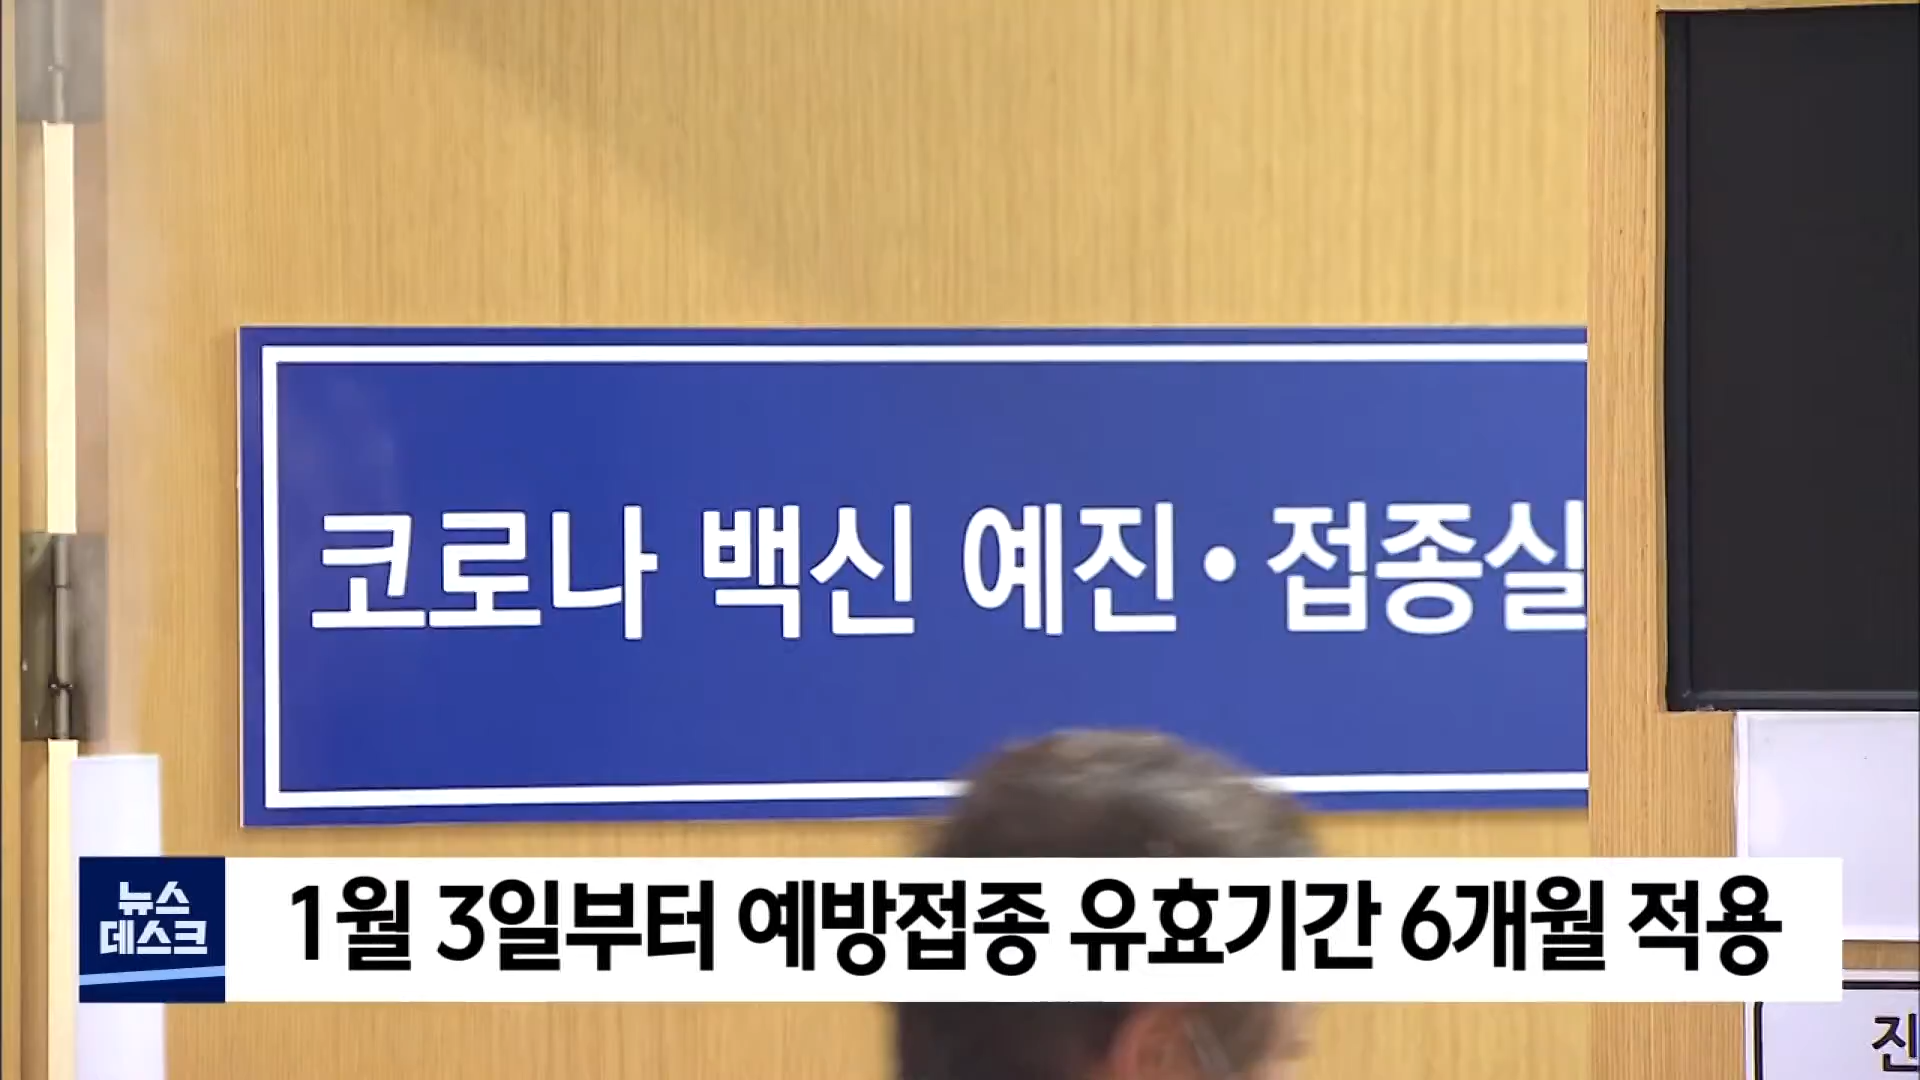 코로나 백신 예진·접종실
뉴스
데스크
1월 3일부터 예방접종 유효기간 6개월 적용
진